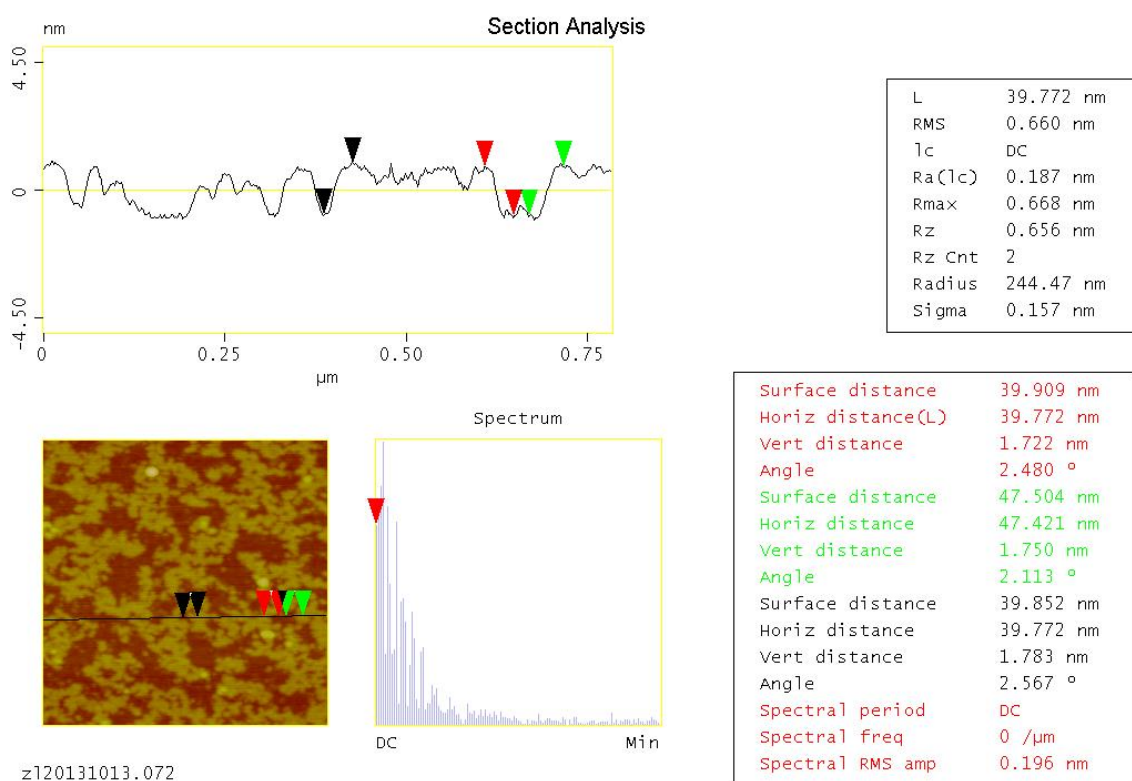 Section Analysis
nm
4.50
0
-4.50
0 0.25 0.50 0.75
µm
L 39.772 nm
RMS 0.660 nm
lc DC
Ra(lc) 0.187 nm
Rmax 0.668 nm
Rz 0.656 nm
Rz Cnt 2
Radius 244.47 nm
Sigma 0.157 nm
Surface distance 39.909 nm
Horiz distance(L) 39.772 nm
Vert distance 1.722 nm
Angle 2.480 º
Surface distance 47.504 nm
Horiz distance 47.421 nm
Vert distance 1.750 nm
Angle 2.113 º
Surface distance 39.852 nm
Horiz distance 39.772 nm
Vert distance 1.783 nm
Angle 2.567 º
Spectral period DC
Spectral freq 0 /µm
Spectral RMS amp 0.196 nm
Spectrum
DC Min
zl20131013.072